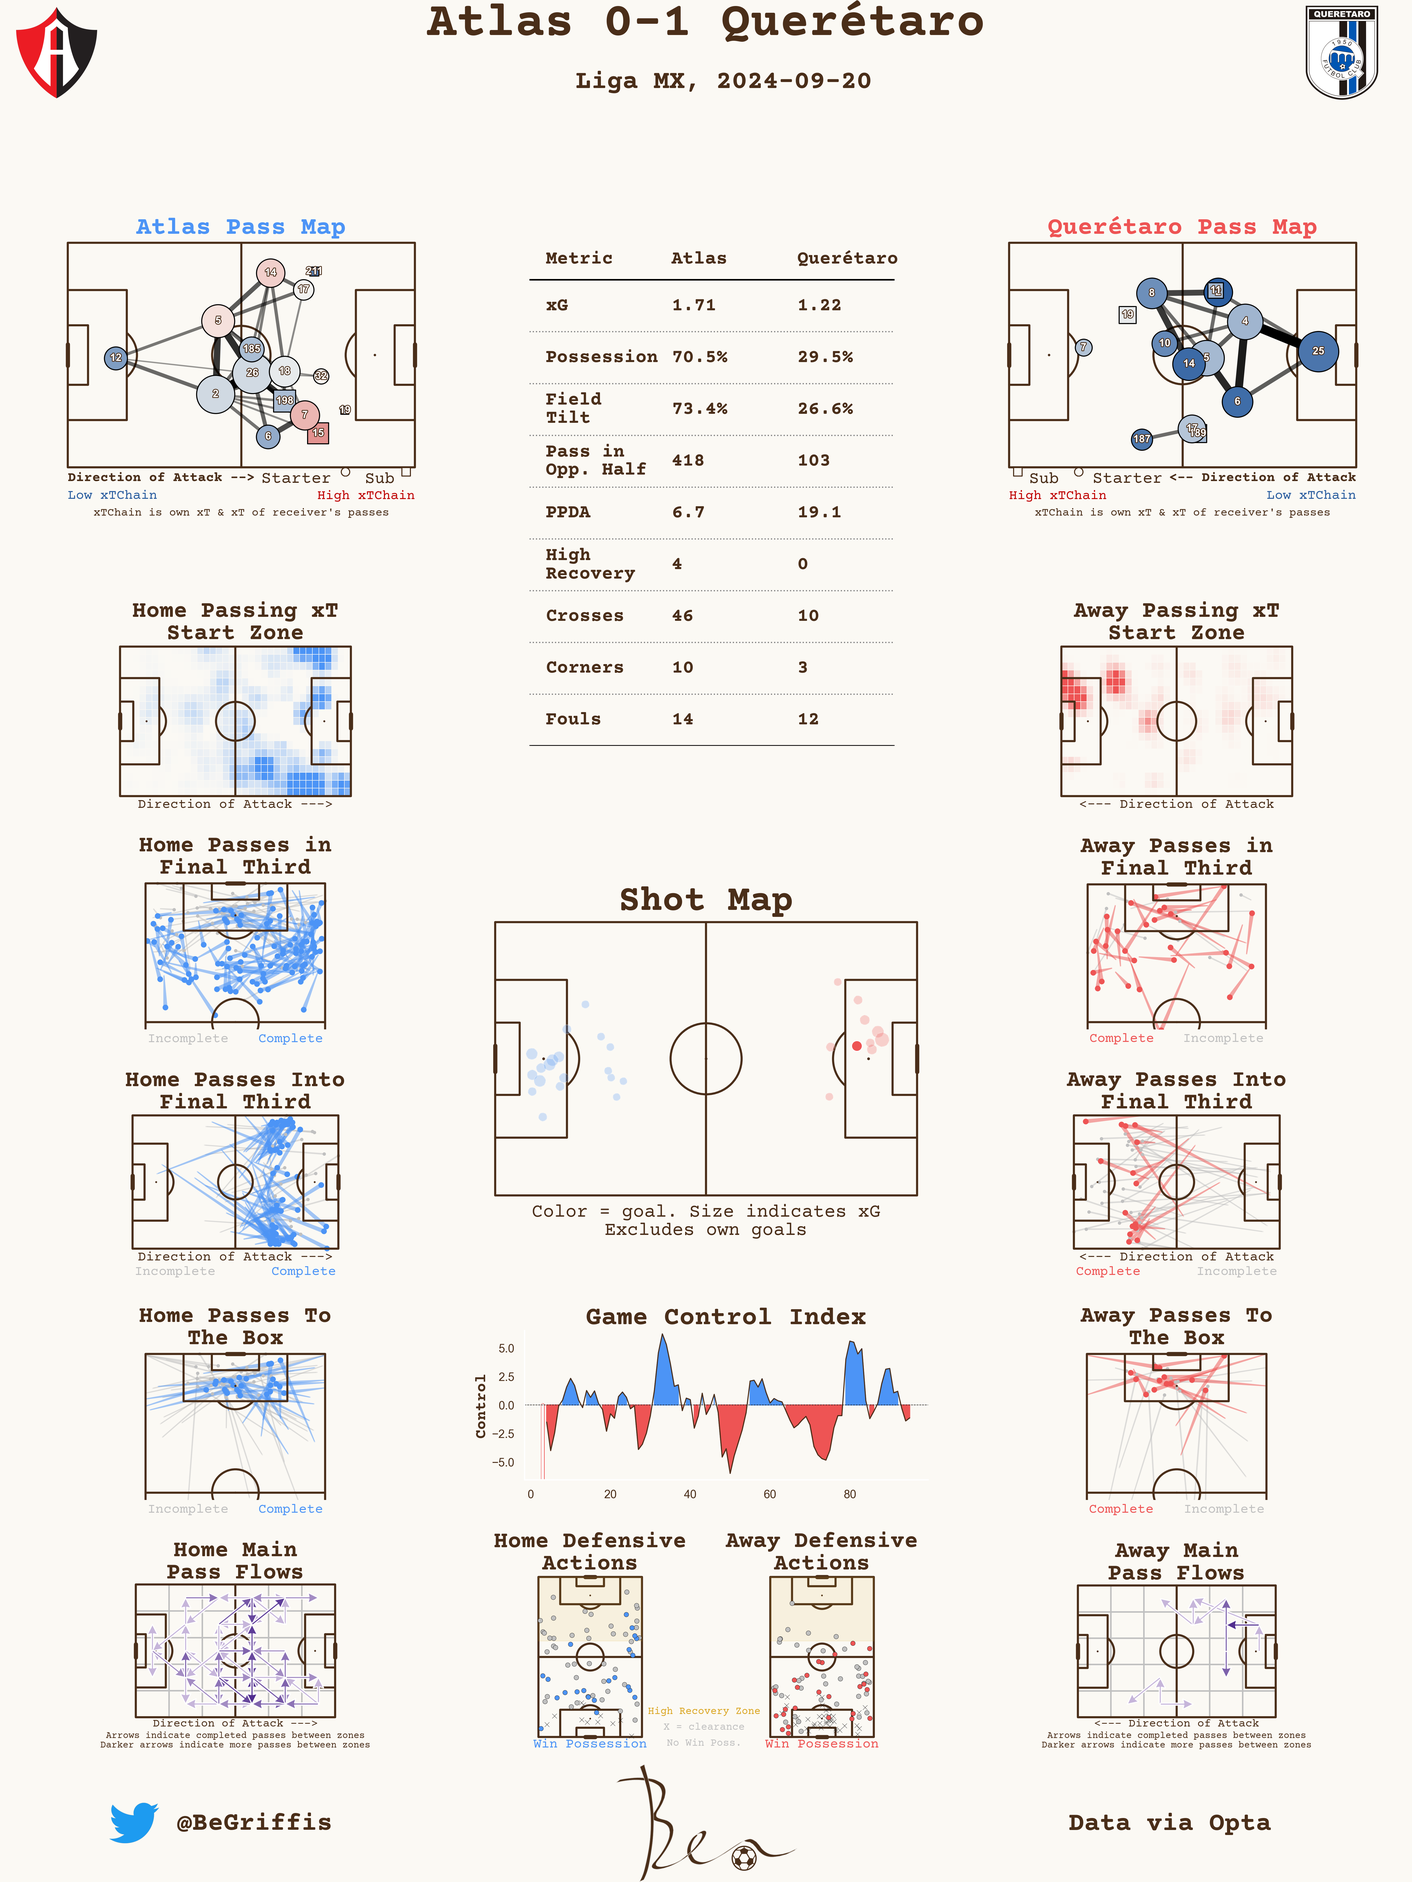 Atlas 0-1 Querétaro
Liga MX, 2024-09-20
QUERETARO
1950
FUTBOL CLUB
Atlas Pass Map
14
211
17
5
185
12
26
18
32
2
198
19
7
15
6
Direction of Attack --> Starter Sub
Low xTChain High xTChain
xTChain is own xT & xT of receiver's passes
Metric Atlas Querétaro
xG 1.71 1.22
Possession 70.5% 29.5%
Field
Tilt 73.4% 26.6%
Pass in
Opp. Half 418 103
PPDA 6.7 19.1
High
Recovery 4 0
Crosses 46 10
Corners 10 3
Fouls 14 12
Querétaro Pass Map
8
11
19
4
7
10
5
25
14
6
17
189
187
Sub Starter <-- Direction of Attack
High xTChain Low xTChain
xTChain is own xT & xT of receiver's passes
Home Passing xT
Start Zone
Direction of Attack --->
Away Passing xT
Start Zone
<--- Direction of Attack
Home Passes in
Final Third
Incomplete Complete
Away Passes in
Final Third
Complete Incomplete
Shot Map
Color = goal. Size indicates xG
Excludes own goals
Home Passes Into
Final Third
Direction of Attack --->
Incomplete Complete
Away Passes Into
Final Third
<--- Direction of Attack
Complete Incomplete
Home Passes To
The Box
Incomplete Complete
Game Control Index
Control
5.0
2.5
0.0
−2.5
−5.0
0 20 40 60 80
Away Passes To
The Box
Complete Incomplete
Home Main
Pass Flows
Direction of Attack --->
Arrows indicate completed passes between zones
Darker arrows indicate more passes between zones
Home Defensive
Actions
Win Possession
High Recovery Zone
X = clearance
No Win Poss.
Away Defensive
Actions
Win Possession
Away Main
Pass Flows
<--- Direction of Attack
Arrows indicate completed passes between zones
Darker arrows indicate more passes between zones
@BeGriffis
Ben
Data via Opta